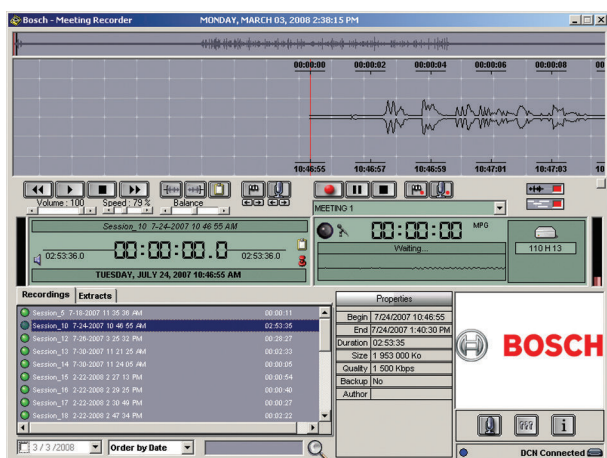 Bosch - Meeting Recorder MONDAY, MARCH 03, 2008 2:38:15 PM
00:00:00 00:00:02 00:00:04 00:00:06 00:00:08 00
10:46:55 10:46:57 10:46:59 10:47:01 10:47:03 10
Volume : 100 Speed : 79 % Balance
MEETING 1
Session_10 7-24-2007 10 46 55 AM
02:53:36.0 00:00:00.0 02:53:36.0
TUESDAY, JULY 24, 2007 10:46:55 AM
00:00:00 MPG
Waiting...
110 H 13
Recordings Extracts
Session_5 7-18-2007 11 35 36 AM 00:00:11
Session_10 7-24-2007 10 46 55 AM 02:53:35
Session_12 7-26-2007 3 25 32 PM 00:28:27
Session_13 7-30-2007 11 21 25 AM 00:02:33
Session_14 7-30-2007 11 24 05 AM 00:00:05
Session_15 2-22-2008 2 27 13 PM 00:00:54
Session_16 2-22-2008 2 29 25 PM 00:00:40
Session_17 2-22-2008 2 30 49 PM 00:00:27
Session_18 2-22-2008 2 47 34 PM 00:02:22
3 / 3 /2008 Order by Date
Properties
Begin 7/24/2007 10:46:55
End 7/24/2007 1:40:30 PM
Duration 02:53:35
Size 1 953 000 Ko
Quality 1 500 Kbps
Backup No
Author
BOSCH
???
i
DCN Connected